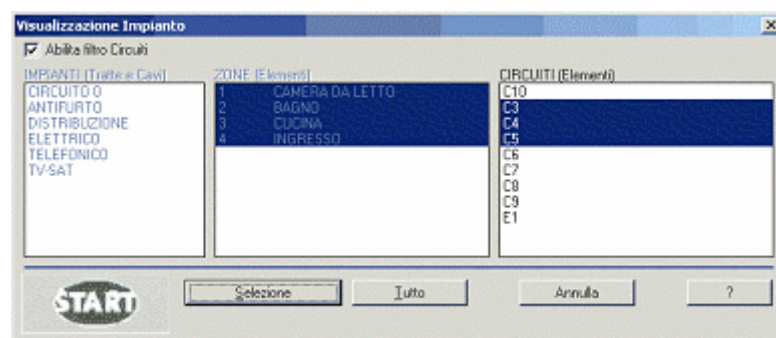 Visualizzazione Impianto
Abilita filtro Circuiti
IMPIANTI (Tratte e Cavi)
CIRCUITO 0
ANTIFURTO
DISTRIBUZIONE
ELETTRICO
TELEFONICO
TV-SAT
ZONE (Elementi)
1 CAMERA DA LETTO
2 BAGNO
3 CUCINA
4 INGRESSO
CIRCUITI (Elementi)
C10
C3
C4
C5
C6
C7
C8
C9
E1
START
Selezione
Tutto
Annulla
?